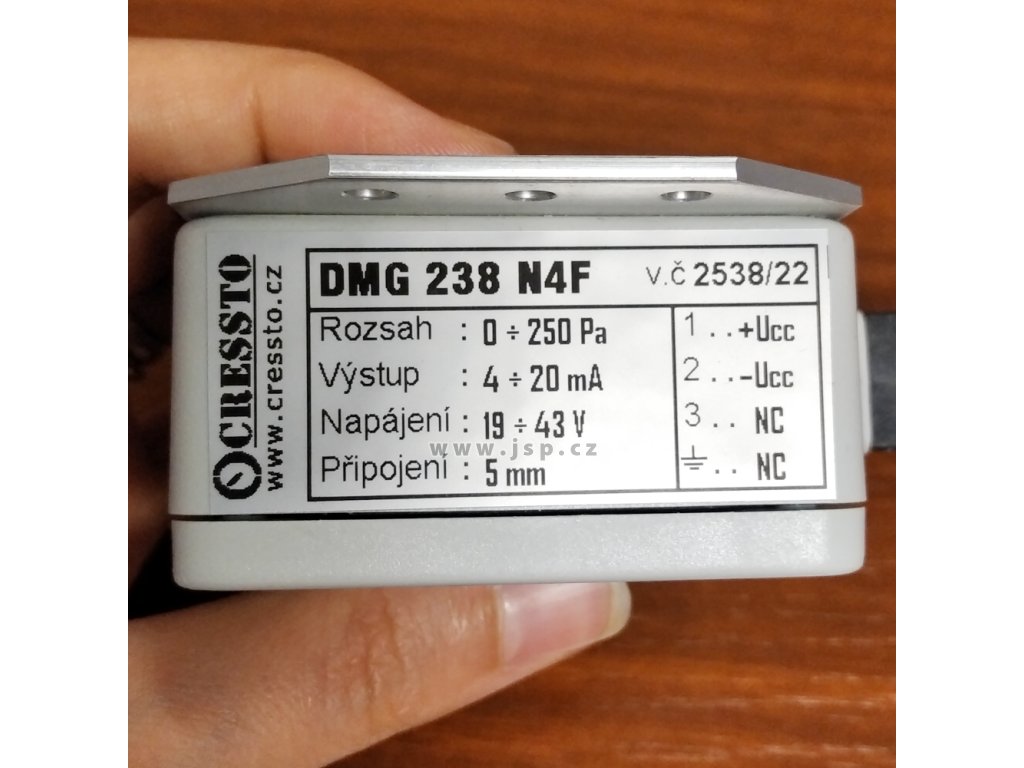 CRESSTO
www.cressto.cz
DMG 238 N4F v.č 2538/22
Rozsah : 0 ÷ 250 Pa
Výstup : 4 ÷ 20 mA
Napájení : 19 ÷ 43 V
Připojení : 5 mm
1 . . +Ucc
2 . . -Ucc
3 . . NC
⏚ . . NC
www.jsp.cz